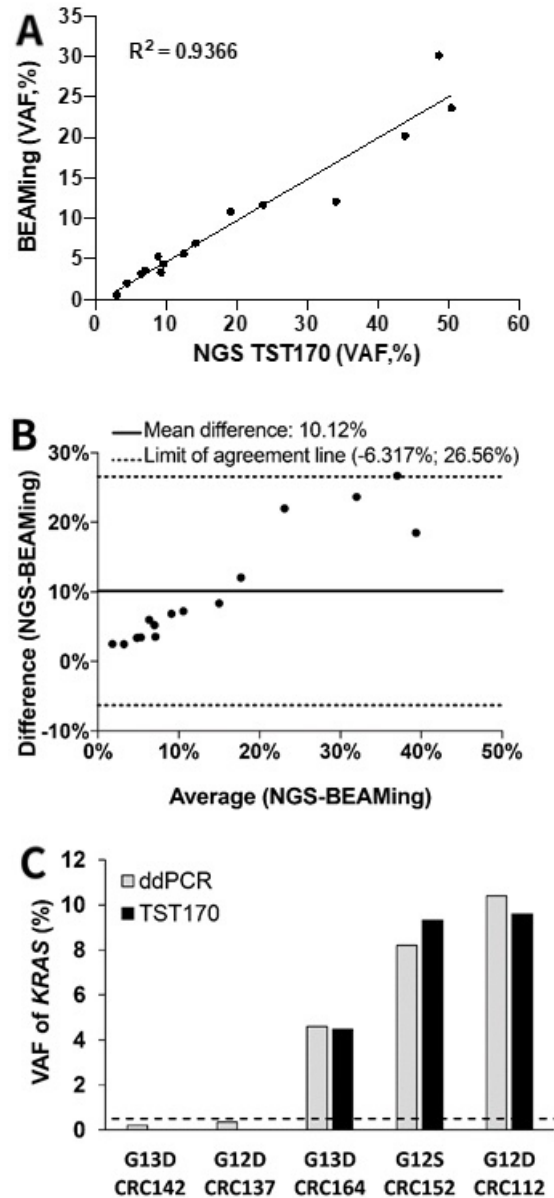 A
R² = 0.9366
BEAMing (VAF,%)
35
30
25
20
15
10
5
0
0 10 20 30 40 50 60
NGS TST170 (VAF,%)
B
Mean difference: 10.12%
Limit of agreement line (-6.317%; 26.56%)
Difference (NGS-BEAMing)
30%
20%
10%
0%
-10%
0% 10% 20% 30% 40% 50%
Average (NGS-BEAMing)
C
ddPCR
TST170
VAF of KRAS (%)
12
10
8
6
4
2
0
G13D G12D G13D G12S G12D
CRC142 CRC137 CRC164 CRC152 CRC112